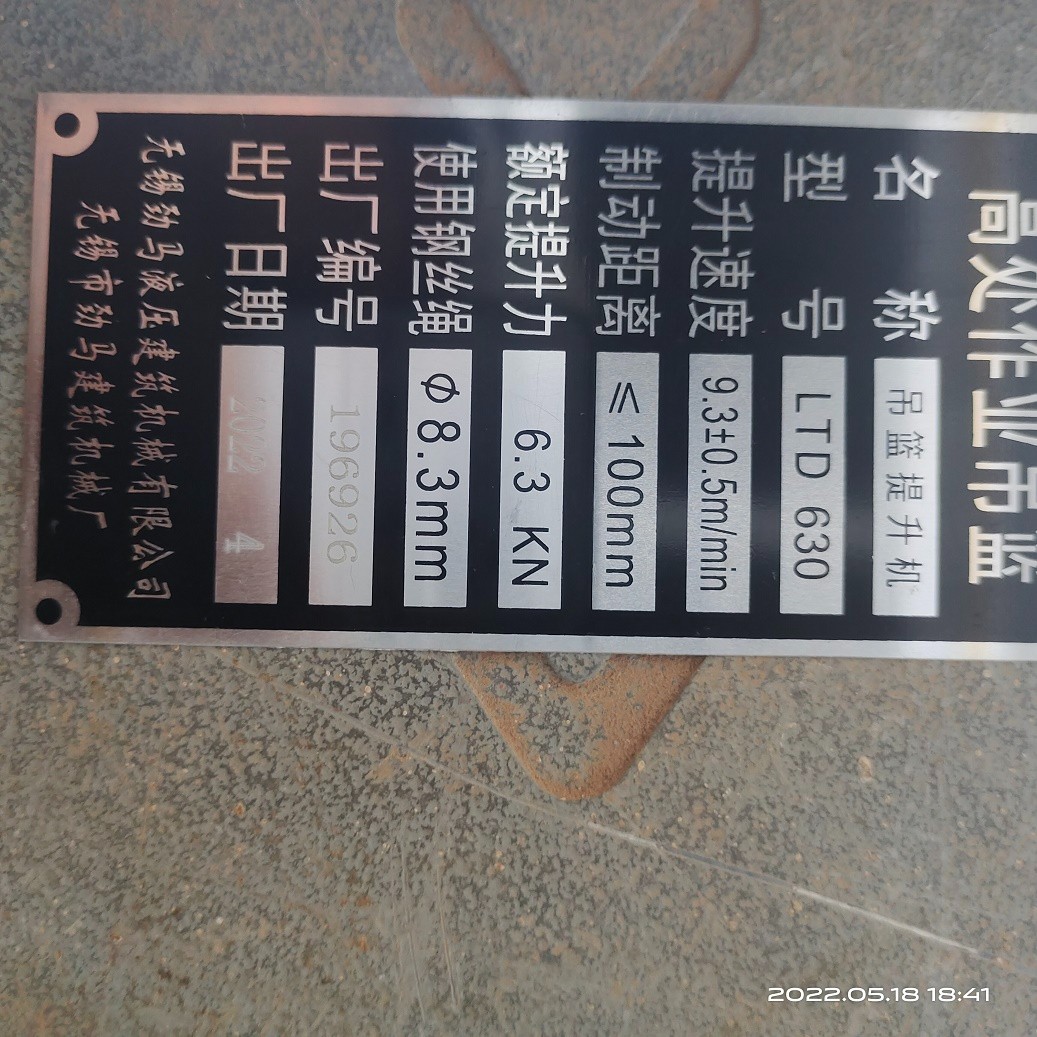 高处作业吊篮
名称 吊篮提升机
型号 LTD 630
提升速度 9.3±0.5m/min
制动距离 ≤100mm
额定提升力 6.3 KN
使用钢丝绳 φ8.3mm
出厂编号 196926
出厂日期 2022 4
无锡劲马液压建筑机械有限公司
无锡市劲马建筑机械厂
2022.05.18 18:41